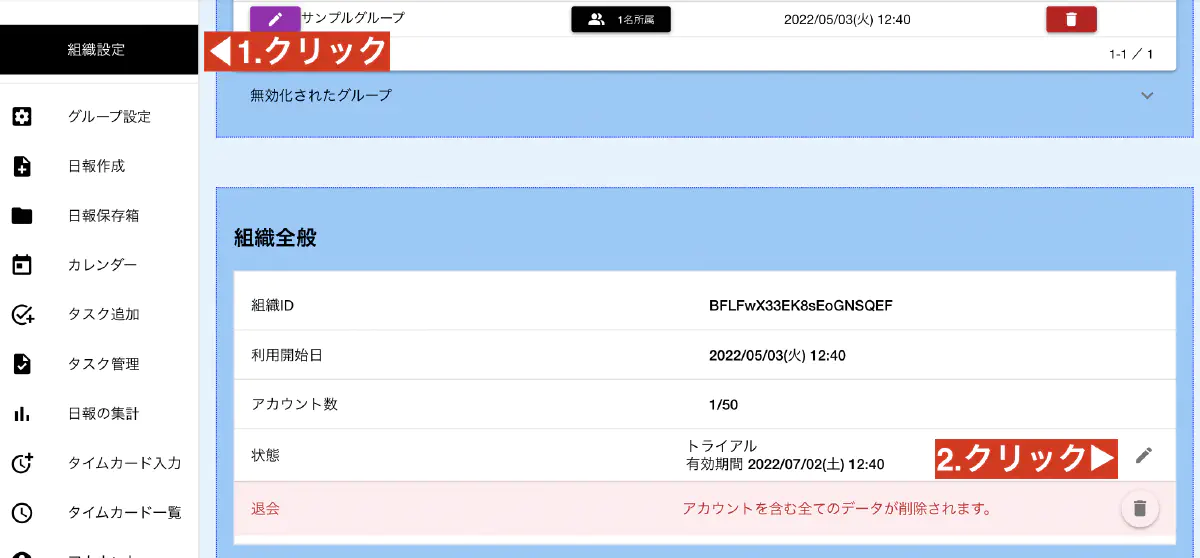 組織設定
グループ設定
日報作成
日報保存箱
カレンダー
タスク追加
タスク管理
日報の集計
タイムカード入力
タイムカード一覧
◀1.クリック
サンプルグループ
1名所属
2022/05/03(火) 12:40
1-1 / 1
無効化されたグループ
組織全般
組織ID
BFLFwX33EK8sEoGNSQEF
利用開始日
2022/05/03(火) 12:40
アカウント数
1/50
状態
トライアル
有効期間 2022/07/02(土) 12:40
2.クリック▶
退会
アカウントを含む全てのデータが削除されます。